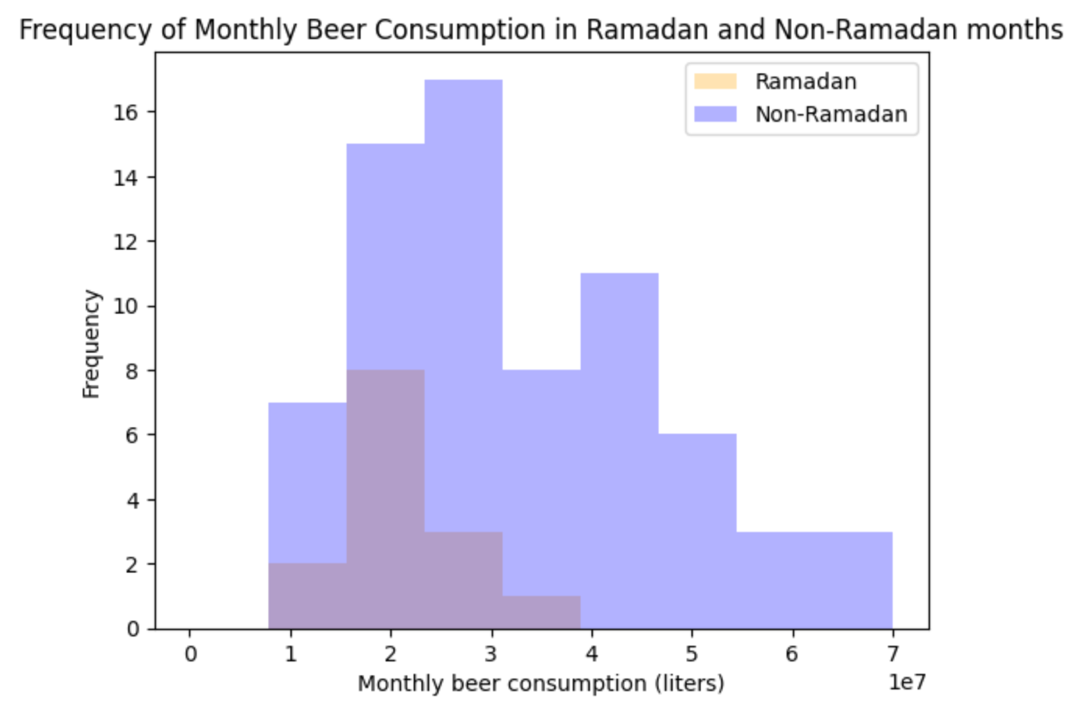 Frequency of Monthly Beer Consumption in Ramadan and Non-Ramadan months
Ramadan
Non-Ramadan
16
14
12
10
8
6
4
2
0
Frequency
0 1 2 3 4 5 6 7
1e7
Monthly beer consumption (liters)